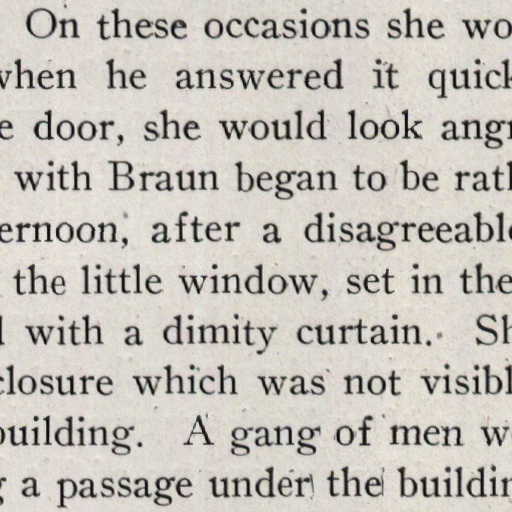 On these occasions she wo
when he answered it quick
e door, she would look angr
with Braun began to be rath
ernoon, after a disagreeable
the little window, set in the
d with a dimity curtain. Sh
closure which was not visibl
building. A gang of men w
g a passage under the buildin